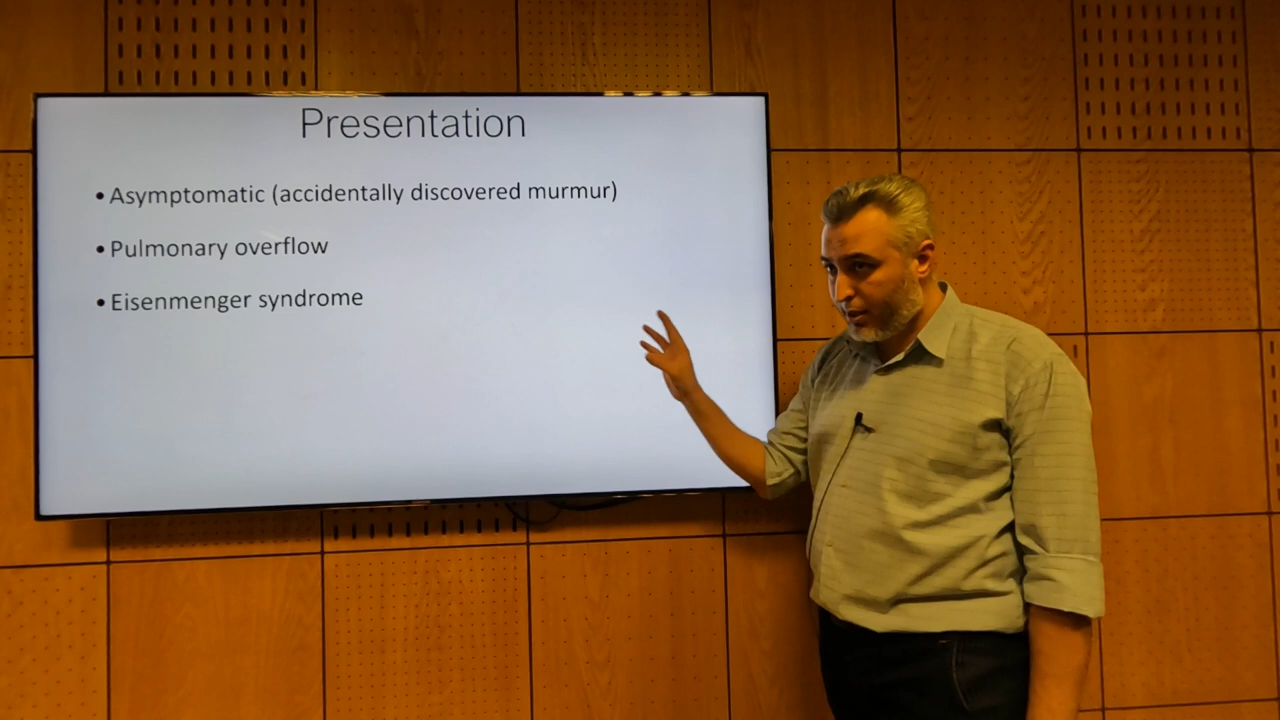 Presentation
• Asymptomatic (accidentally discovered murmur)
• Pulmonary overflow
• Eisenmenger syndrome